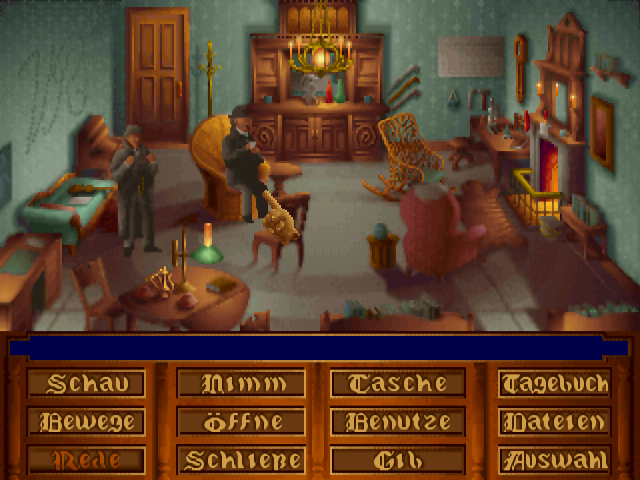 Schau Nimm Tasche Tagebuch
Bewege Öffne Benutze Dateien
Rede Schließe Gib Auswahl